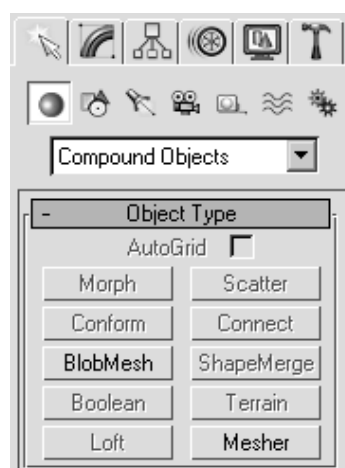 Compound Objects
- Object Type
AutoGrid
Morph Scatter
Conform Connect
BlobMesh ShapeMerge
Boolean Terrain
Loft Mesher